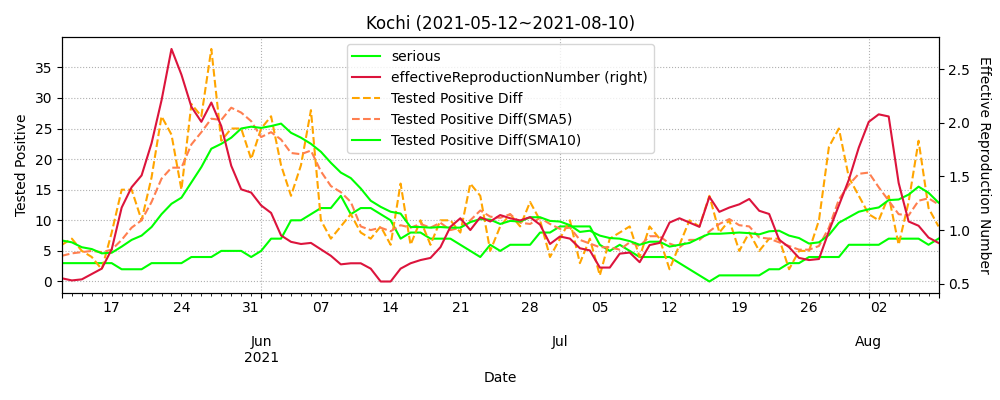 Kochi (2021-05-12~2021-08-10)
serious
effectiveReproductionNumber (right)
Tested Positive Diff
Tested Positive Diff(SMA5)
Tested Positive Diff(SMA10)
Tested Positive
35
30
25
20
15
10
5
0
Effective Reproduction Number
2.5
2.0
1.5
1.0
0.5
17 24 31 07 14 21 28 05 12 19 26 02
Jun Jul Aug
2021
Date